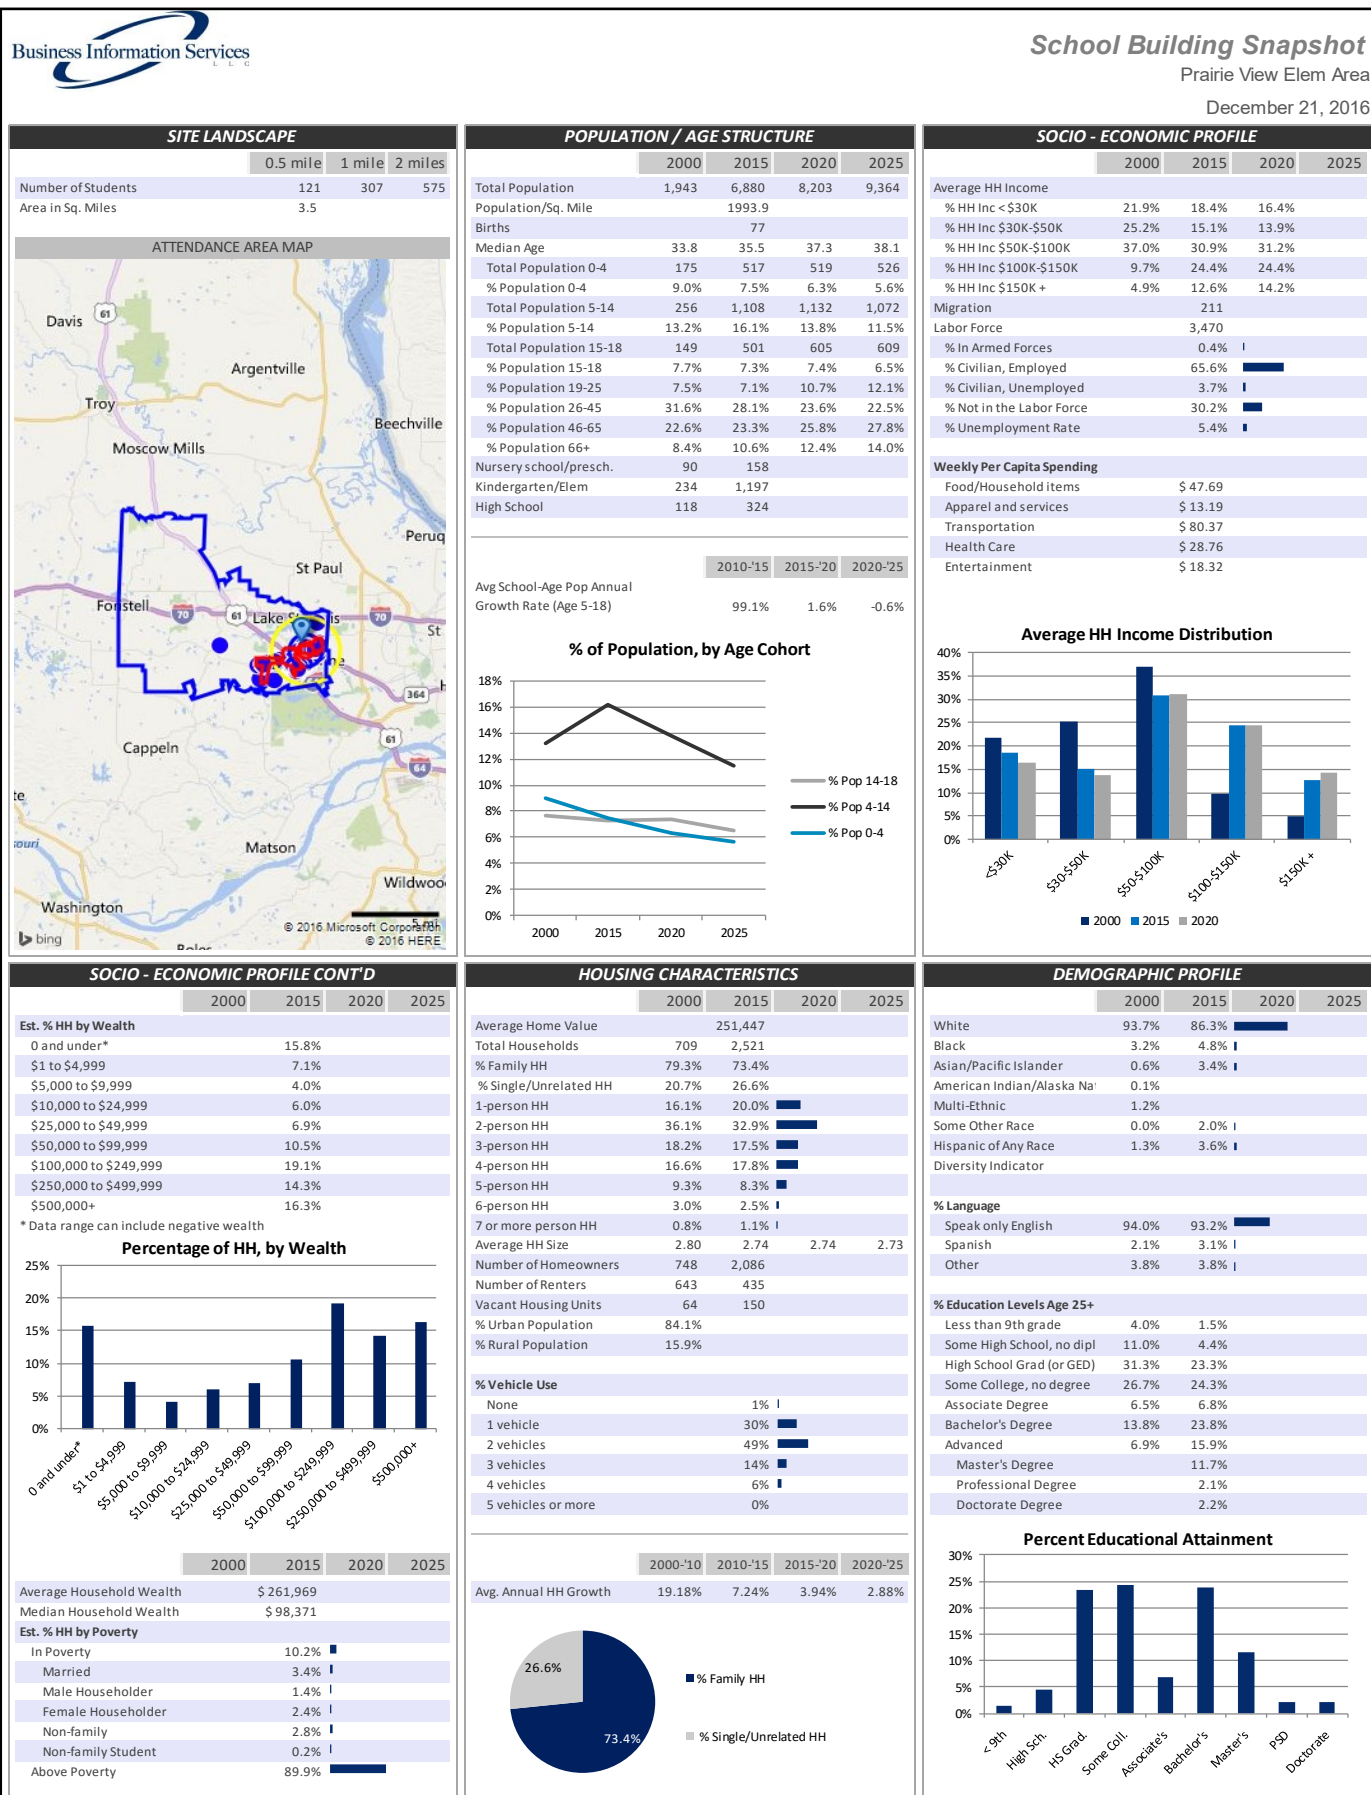 Business Information Services
L L C
School Building Snapshot
Prairie View Elem Area
December 21, 2016
SITE LANDSCAPE
0.5 mile 1 mile 2 miles
Number of Students 121 307 575
Area in Sq. Miles 3.5
ATTENDANCE AREA MAP
Davis
61
Argentville
Troy
Beechville
Moscow Mills
Peruq
St Paul
Foristell
70
61
Lake St Louis
70
St
364
61
Cappeln
64
te
souri
Matson
Wildwoo
Washington
5 mi
© 2016 Microsoft Corporation
bing
© 2016 HERE
POPULATION / AGE STRUCTURE
2000 2015 2020 2025
Total Population 1,943 6,880 8,203 9,364
Population/Sq. Mile 1993.9
Births 77
Median Age 33.8 35.5 37.3 38.1
Total Population 0-4 175 517 519 526
% Population 0-4 9.0% 7.5% 6.3% 5.6%
Total Population 5-14 256 1,108 1,132 1,072
% Population 5-14 13.2% 16.1% 13.8% 11.5%
Total Population 15-18 149 501 605 609
% Population 15-18 7.7% 7.3% 7.4% 6.5%
% Population 19-25 7.5% 7.1% 10.7% 12.1%
% Population 26-45 31.6% 28.1% 23.6% 22.5%
% Population 46-65 22.6% 23.3% 25.8% 27.8%
% Population 66+ 8.4% 10.6% 12.4% 14.0%
Nursery school/presch. 90 158
Kindergarten/Elem 234 1,197
High School 118 324
2010-'15 2015-'20 2020-'25
Avg School-Age Pop Annual
Growth Rate (Age 5-18) 99.1% 1.6% -0.6%
% of Population, by Age Cohort
18%
16%
14%
12%
10%
8%
6%
4%
2%
0%
2000 2015 2020 2025
% Pop 14-18
% Pop 4-14
% Pop 0-4
SOCIO - ECONOMIC PROFILE
2000 2015 2020 2025
Average HH Income
% HH Inc < $30K 21.9% 18.4% 16.4%
% HH Inc $30K-$50K 25.2% 15.1% 13.9%
% HH Inc $50K-$100K 37.0% 30.9% 31.2%
% HH Inc $100K-$150K 9.7% 24.4% 24.4%
% HH Inc $150K + 4.9% 12.6% 14.2%
Migration 211
Labor Force 3,470
% In Armed Forces 0.4%
% Civilian, Employed 65.6%
% Civilian, Unemployed 3.7%
% Not in the Labor Force 30.2%
% Unemployment Rate 5.4%
Weekly Per Capita Spending
Food/Household items $ 47.69
Apparel and services $ 13.19
Transportation $ 80.37
Health Care $ 28.76
Entertainment $ 18.32
Average HH Income Distribution
40%
35%
30%
25%
20%
15%
10%
5%
0%
<$30K $30-$50K $50-$100K $100-$150K $150K +
2000 2015 2020
SOCIO - ECONOMIC PROFILE CONT'D
2000 2015 2020 2025
Est. % HH by Wealth
0 and under* 15.8%
$1 to $4,999 7.1%
$5,000 to $9,999 4.0%
$10,000 to $24,999 6.0%
$25,000 to $49,999 6.9%
$50,000 to $99,999 10.5%
$100,000 to $249,999 19.1%
$250,000 to $499,999 14.3%
$500,000+ 16.3%
* Data range can include negative wealth
Percentage of HH, by Wealth
25%
20%
15%
10%
5%
0%
0 and under* $1 to $4,999 $5,000 to $9,999 $10,000 to $24,999 $25,000 to $49,999 $50,000 to $99,999 $100,000 to $249,999 $250,000 to $499,999 $500,000+
2000 2015 2020 2025
Average Household Wealth $ 261,969
Median Household Wealth $ 98,371
Est. % HH by Poverty
In Poverty 10.2%
Married 3.4%
Male Householder 1.4%
Female Householder 2.4%
Non-family 2.8%
Non-family Student 0.2%
Above Poverty 89.9%
HOUSING CHARACTERISTICS
2000 2015 2020 2025
Average Home Value 251,447
Total Households 709 2,521
% Family HH 79.3% 73.4%
% Single/Unrelated HH 20.7% 26.6%
1-person HH 16.1% 20.0%
2-person HH 36.1% 32.9%
3-person HH 18.2% 17.5%
4-person HH 16.6% 17.8%
5-person HH 9.3% 8.3%
6-person HH 3.0% 2.5%
7 or more person HH 0.8% 1.1%
Average HH Size 2.80 2.74 2.74 2.73
Number of Homeowners 748 2,086
Number of Renters 643 435
Vacant Housing Units 64 150
% Urban Population 84.1%
% Rural Population 15.9%
% Vehicle Use
None 1%
1 vehicle 30%
2 vehicles 49%
3 vehicles 14%
4 vehicles 6%
5 vehicles or more 0%
2000-'10 2010-'15 2015-'20 2020-'25
Avg. Annual HH Growth 19.18% 7.24% 3.94% 2.88%
26.6%
73.4%
% Family HH
% Single/Unrelated HH
DEMOGRAPHIC PROFILE
2000 2015 2020 2025
White 93.7% 86.3%
Black 3.2% 4.8%
Asian/Pacific Islander 0.6% 3.4%
American Indian/Alaska Nat 0.1%
Multi-Ethnic 1.2%
Some Other Race 0.0% 2.0%
Hispanic of Any Race 1.3% 3.6%
Diversity Indicator
% Language
Speak only English 94.0% 93.2%
Spanish 2.1% 3.1%
Other 3.8% 3.8%
% Education Levels Age 25+
Less than 9th grade 4.0% 1.5%
Some High School, no dipl 11.0% 4.4%
High School Grad (or GED) 31.3% 23.3%
Some College, no degree 26.7% 24.3%
Associate Degree 6.5% 6.8%
Bachelor's Degree 13.8% 23.8%
Advanced 6.9% 15.9%
Master's Degree 11.7%
Professional Degree 2.1%
Doctorate Degree 2.2%
Percent Educational Attainment
30%
25%
20%
15%
10%
5%
0%
< 9th High Sch. HS Grad. Some Coll. Associate's Bachelor's Master's PSD Doctorate